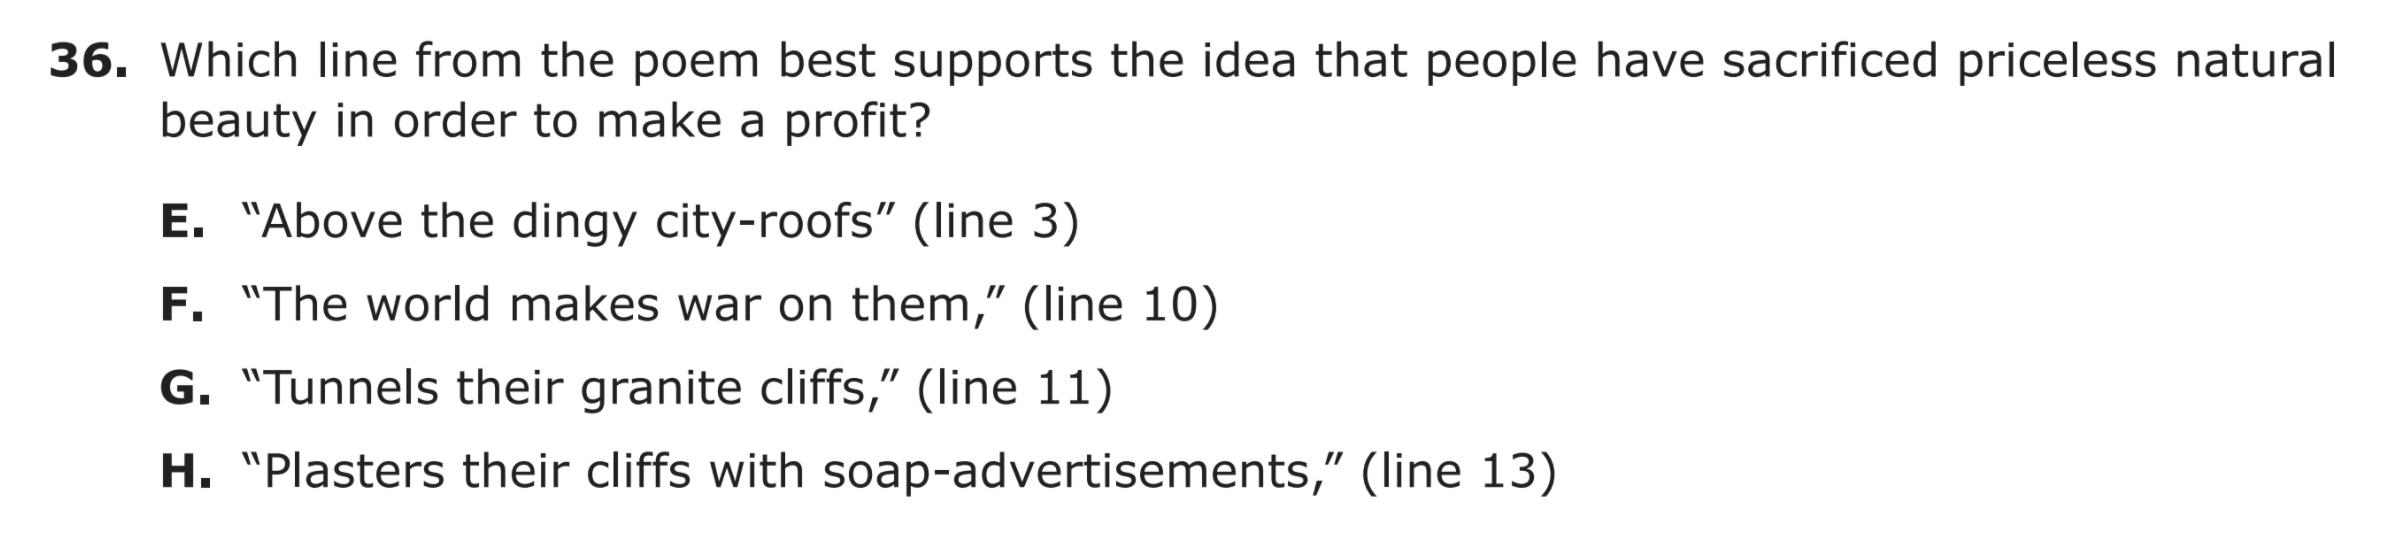 36. Which line from the poem best supports the idea that people have sacrificed priceless natural
beauty in order to make a profit?
E. “Above the dingy city-roofs” (line 3)
F. “The world makes war on them,” (line 10)
G. “Tunnels their granite cliffs,” (line 11)
H. “Plasters their cliffs with soap-advertisements,” (line 13)